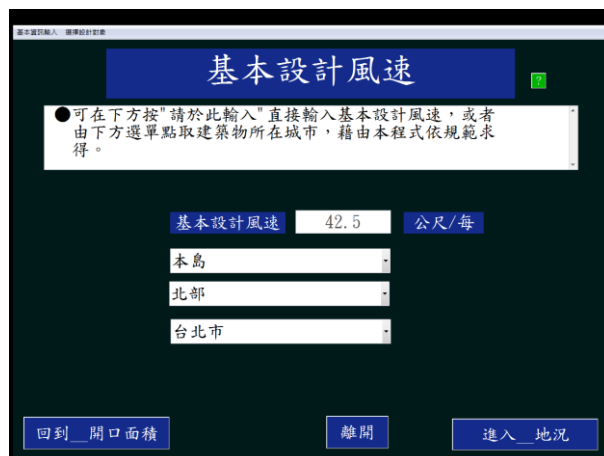 基本資訊輸入 選擇設計對象
基本設計風速
?
●可在下方按"請於此輸入"直接輸入基本設計風速，或者
由下方選單點取建築物所在城市，藉由本程式依規範求
得。
基本設計風速 42.5 公尺/每
本島
北部
台北市
回到__開口面積 離開 進入__地況